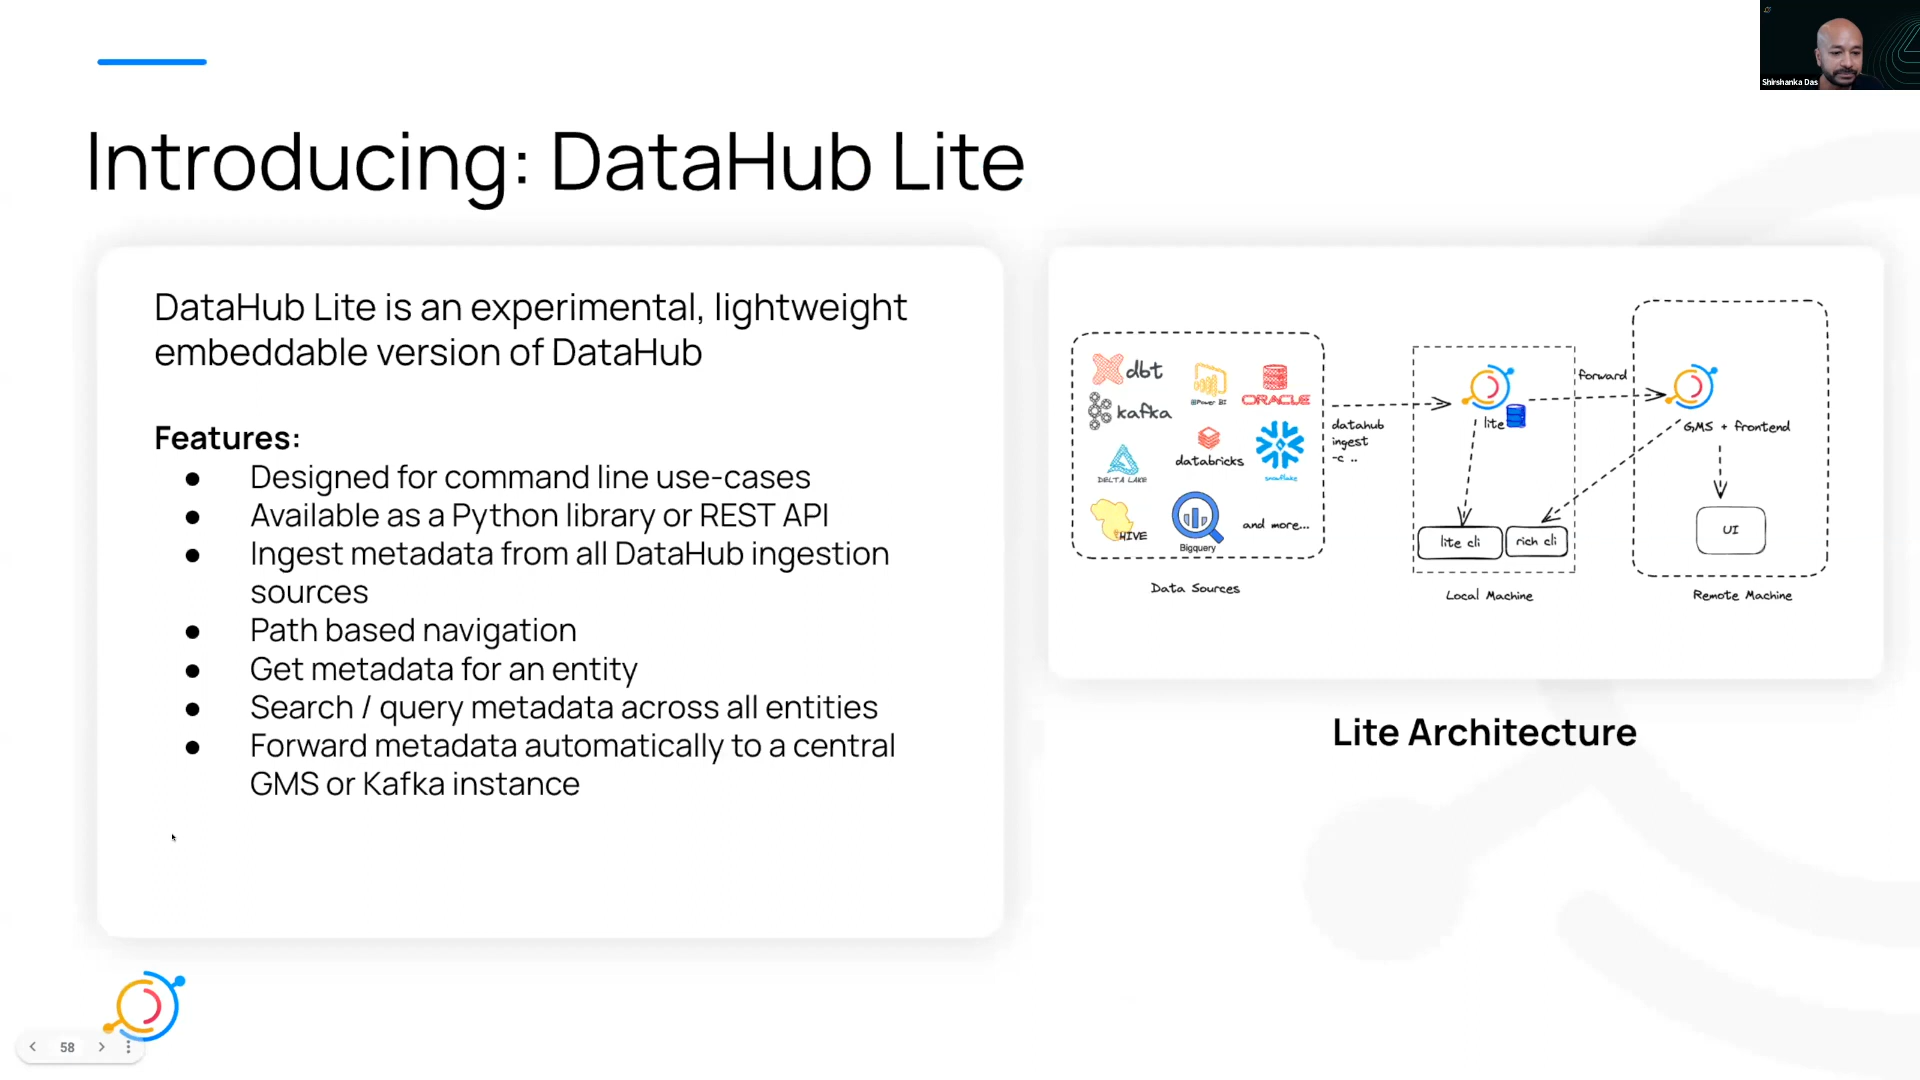 Shirshanka Das
Introducing: DataHub Lite
DataHub Lite is an experimental, lightweight
embeddable version of DataHub
Features:
● Designed for command line use-cases
● Available as a Python library or REST API
● Ingest metadata from all DataHub ingestion
sources
● Path based navigation
● Get metadata for an entity
● Search / query metadata across all entities
● Forward metadata automatically to a central
GMS or Kafka instance
dbt
Power BI
ORACLE
kafka
databricks
snowflake
DELTA LAKE
HIVE
Bigquery
and more...
Data Sources
datahub
ingest
-c ..
lite
forward
lite cli
rich cli
Local Machine
GMS + frontend
UI
Remote Machine
Lite Architecture
58